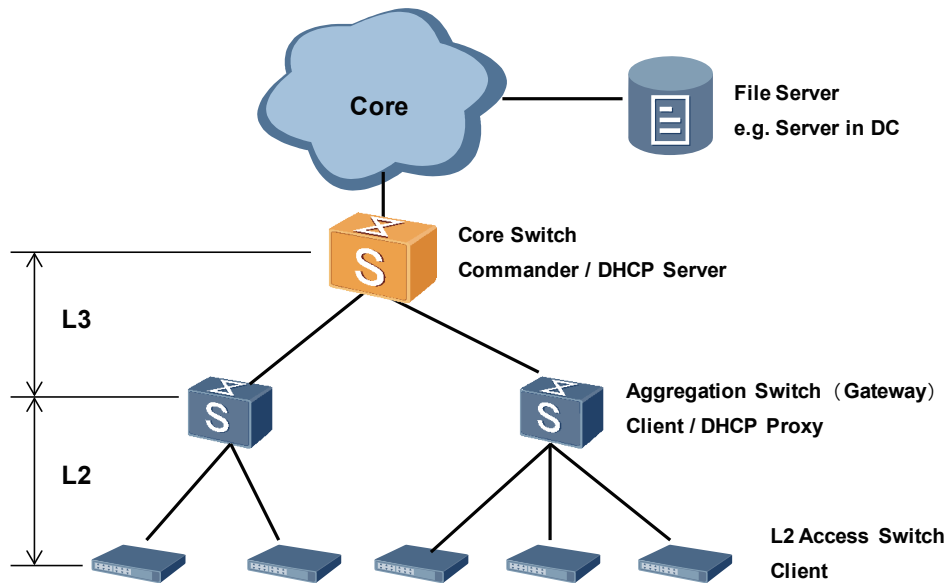 Core
File Server
e.g. Server in DC
Core Switch
Commander / DHCP Server
L3
Aggregation Switch（Gateway）
Client / DHCP Proxy
L2
L2 Access Switch
Client
S
S
S